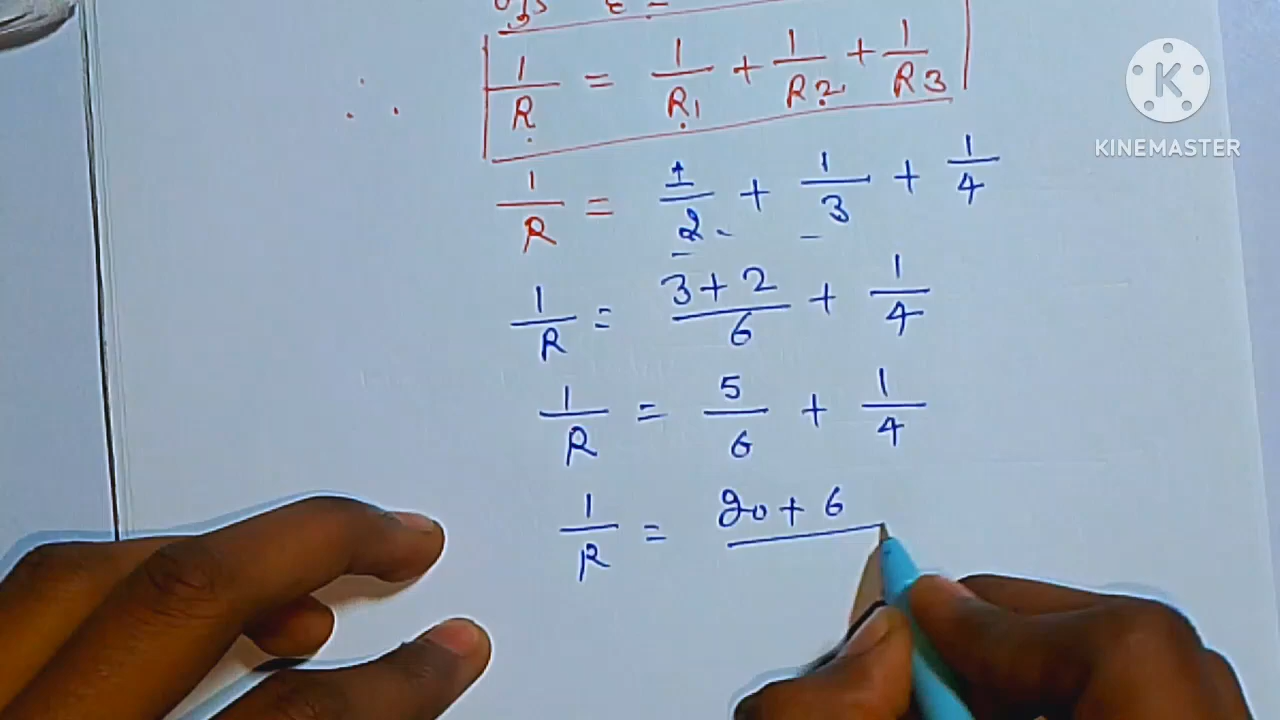 1/R = 1/R1 + 1/R2 + 1/R3
K
KINEMASTER
1/R = 1/2 + 1/3 + 1/4
1/R = 3+2/6 + 1/4
1/R = 5/6 + 1/4
1/R = 20+6